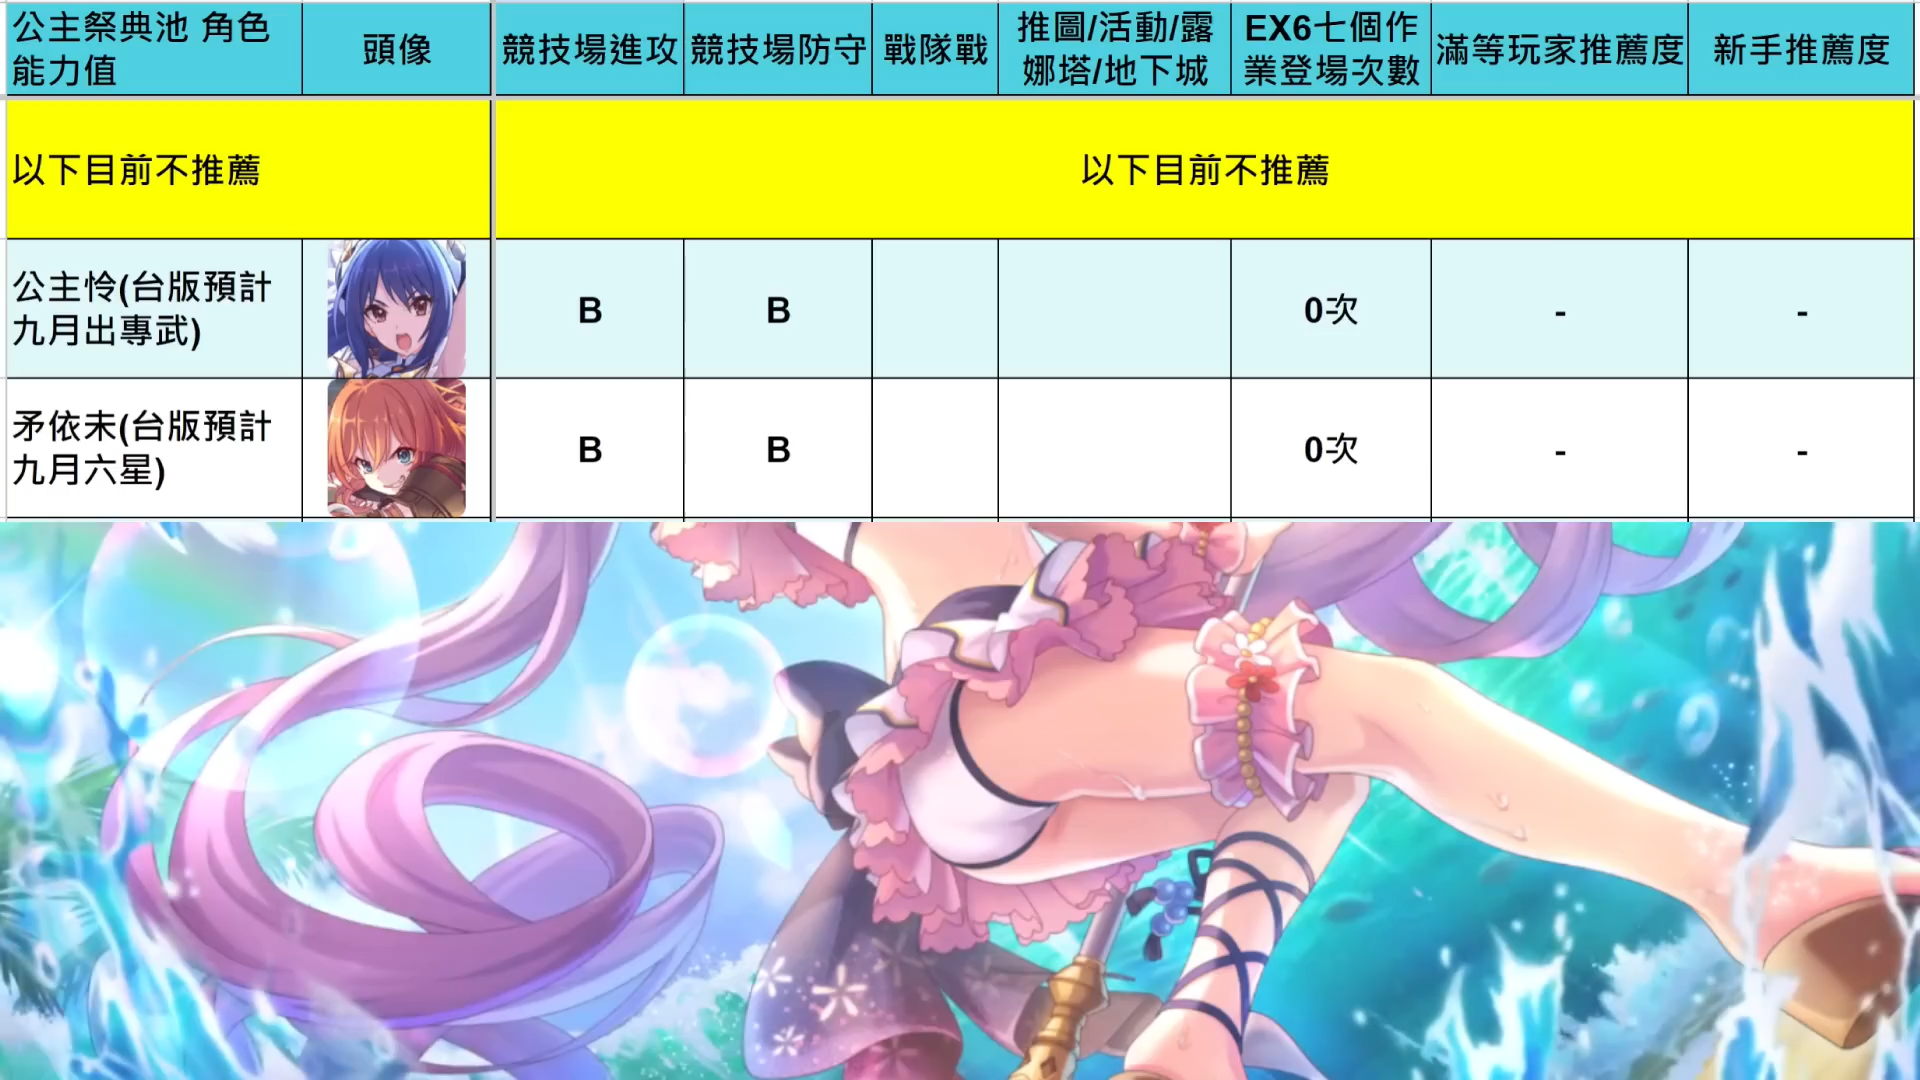 公主祭典池 角色
能力值
頭像
競技場進攻
競技場防守
戰隊戰
推圖/活動/露
娜塔/地下城
EX6七個作
業登場次數
滿等玩家推薦度
新手推薦度
以下目前不推薦
以下目前不推薦
公主怜(台版預計
九月出專武)
B
B
0次
-
-
矛依未(台版預計
九月六星)
B
B
0次
-
-